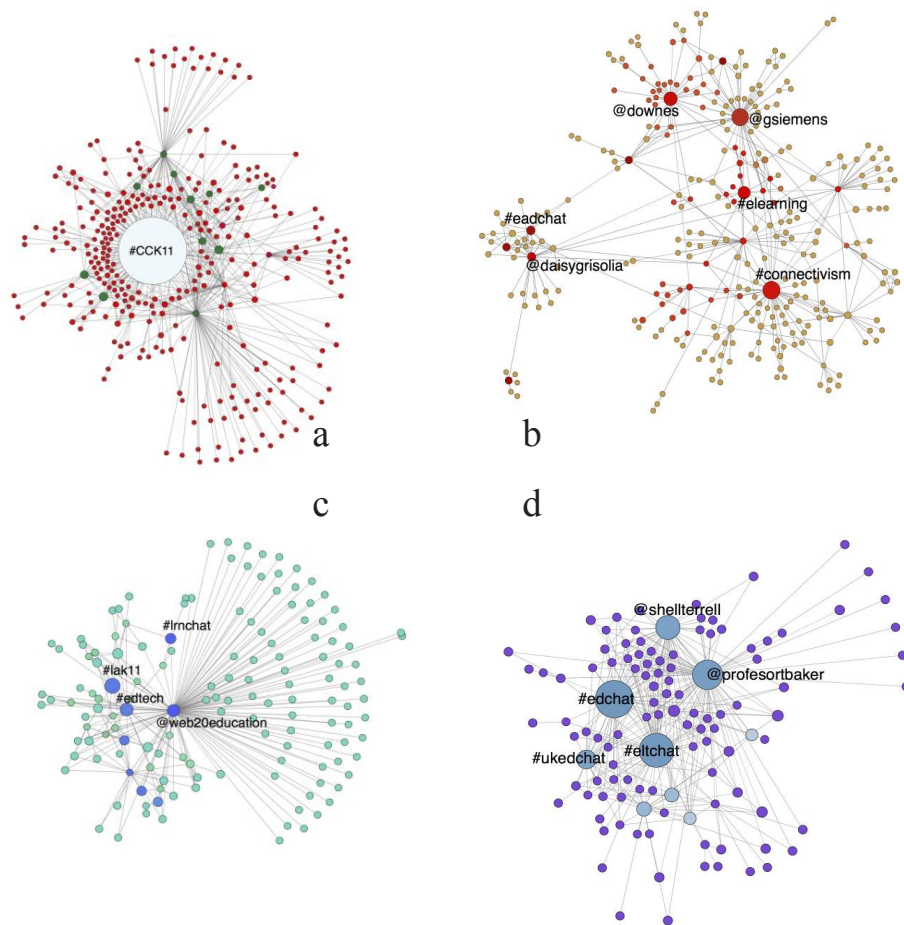 #CCK11
a
@downes
@gsiemens
#elearning
#eadchat
@daisygrisolia
#connectivism
b
c
#lrnchat
#lak11
#edtech
@web20education
d
@shellterrell
@profesortbaker
#edchat
#ukedchat
#eltchat